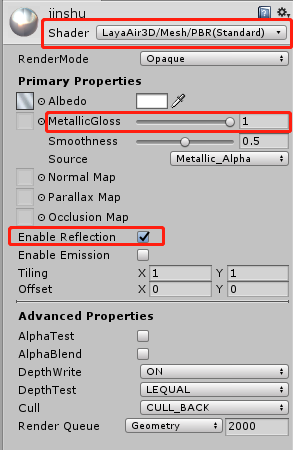 jinshu
Shader LayaAir3D/Mesh/PBR(Standard)
RenderMode Opaque
Primary Properties
Albedo
MetallicGloss 1
Smoothness 0.5
Source Metallic_Alpha
Normal Map
Parallax Map
Occlusion Map
Enable Reflection
Enable Emission
Tiling X 1 Y 1
Offset X 0 Y 0
Advanced Properties
AlphaTest
AlphaBlend
DepthWrite ON
DepthTest LEQUAL
Cull CULL_BACK
Render Queue Geometry 2000